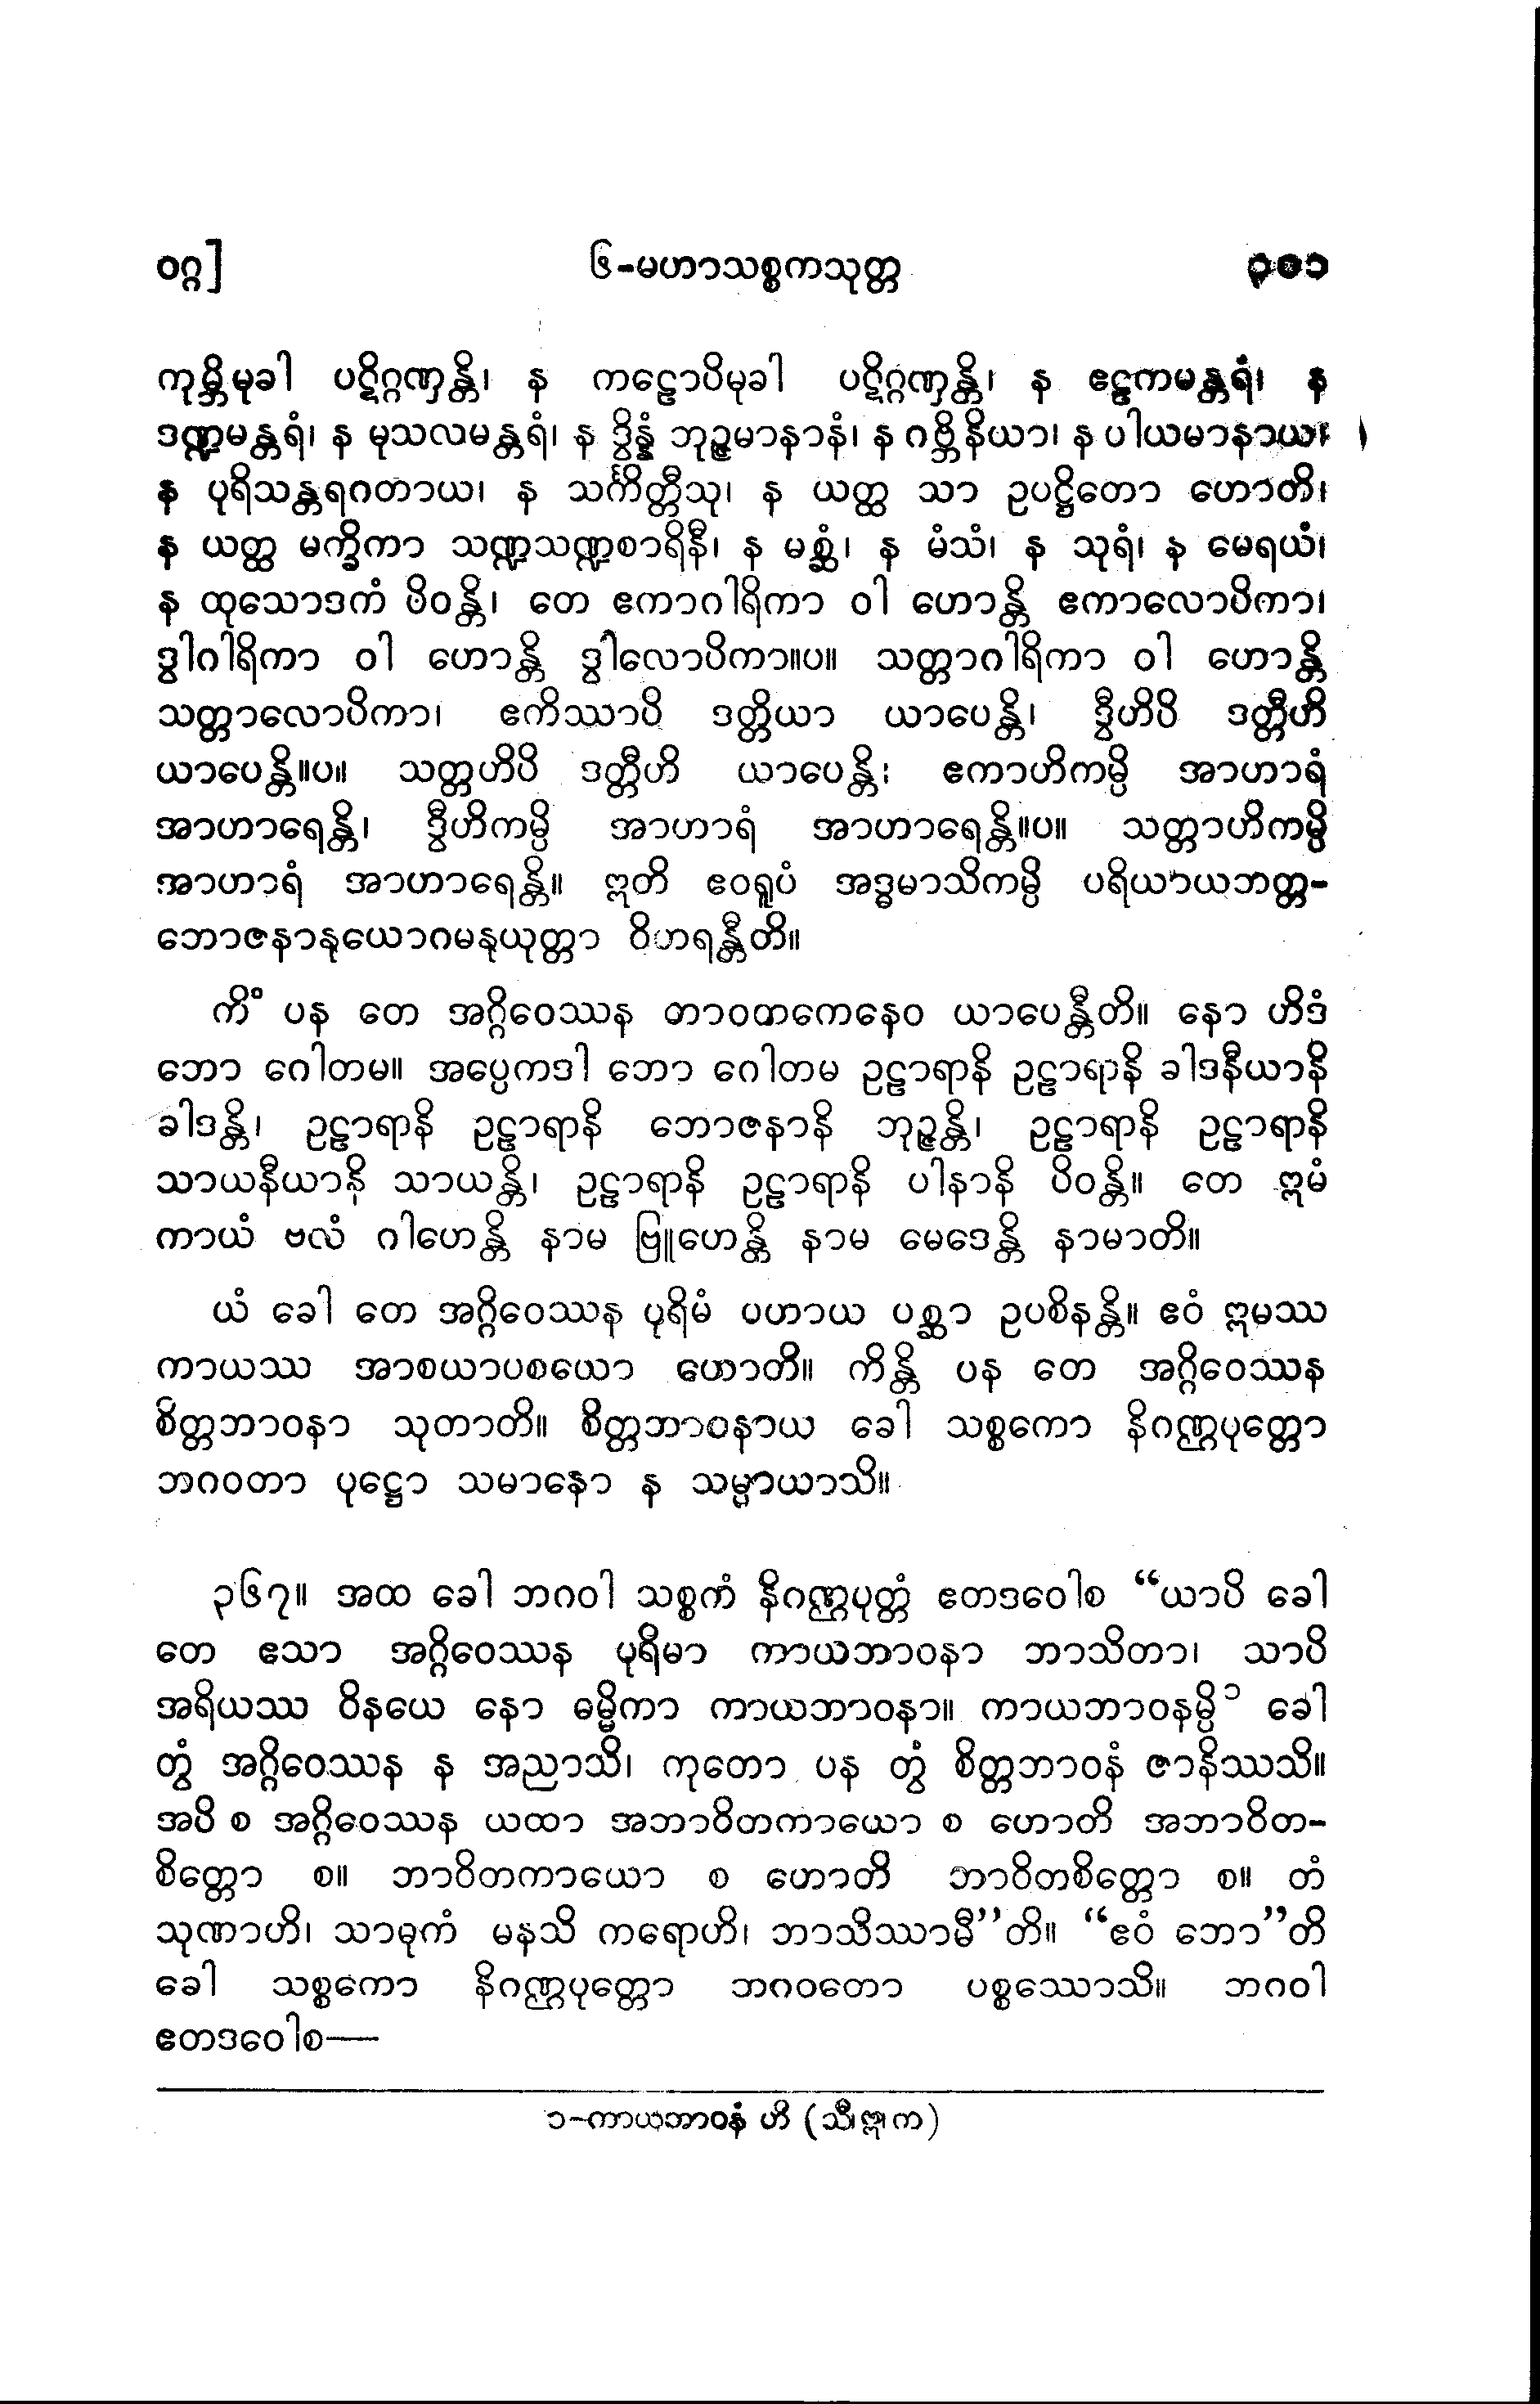 ဝဂ္ဂ]
၆-မဟာသစ္စကသုတ္တ
၃၀၁
ကုမ္ဘိမုခါ ပဋိဂ္ဂဏှန္တိ၊ န ကဠောပိမုခါ ပဋိဂ္ဂဏှန္တိ၊ န ဧဠကမန္တရံ၊ န
ဒဏ္ဍမန္တရံ၊ န မုသလမန္တရံ၊ န ဒွိန္နံ ဘုဉ္ဇမာနာနံ၊ န ဂဗ္ဘိနိယာ၊ န ပါယမာနာယ၊
န ပုရိသန္တရဂတာယ၊ န သင်္ကိတ္တီသု၊ န ယတ္ထ သာ ဥပဋ္ဌိတော ဟောတိ၊
န ယတ္ထ မက္ခိကာ သဏ္ဍသဏ္ဍစာရိနီ၊ န မစ္ဆံ၊ န မံသံ၊ န သုရံ၊ န မေရယံ၊
န ထုသောဒကံ ပိဝန္တိ၊ တေ ဧကာဂါရိကာ ဝါ ဟောန္တိ ဧကာလောပိကာ၊
ဒွါဂါရိကာ ဝါ ဟောန္တိ ဒွါလောပိကာ။ပ။ သတ္တာဂါရိကာ ဝါ ဟောန္တိ
သတ္တာလောပိကာ၊ ဧကိဿာပိ ဒတ္တိယာ ယာပေန္တိ၊ ဒွီဟိပိ ဒတ္တီဟိ
ယာပေန္တိ။ပ။ သတ္တဟိပိ ဒတ္တီဟိ ယာပေန္တိ၊ ဧကာဟိကမ္ပိ အာဟာရံ
အာဟာရေန္တိ၊ ဒွီဟိကမ္ပိ အာဟာရံ အာဟာရေန္တိ။ပ။ သတ္တာဟိကမ္ပိ
အာဟာရံ အာဟာရေန္တိ။ ဣတိ ဧဝရူပံ အဒ္ဓမာသိကမ္ပိ ပရိယာယဘတ္တ-
ဘောဇနာနုယောဂမနုယုတ္တာ ဝိဟရန္တီတိ။
ကိံ ပန တေ အဂ္ဂိဝေဿန တာဝတကေနေဝ ယာပေန္တီတိ။ နော ဟိဒံ
ဘော ဂေါတမ။ အပ္ပေကဒါ ဘော ဂေါတမ ဥဠာရာနိ ဥဠာရာနိ ခါဒနီယာနိ
ခါဒန္တိ၊ ဥဠာရာနိ ဥဠာရာနိ ဘောဇနာနိ ဘုဉ္ဇန္တိ၊ ဥဠာရာနိ ဥဠာရာနိ
သာယနီယာနိ သာယန္တိ၊ ဥဠာရာနိ ဥဠာရာနိ ပါနာနိ ပိဝန္တိ။ တေ ဣမံ
ကာယံ ဗလံ ဂါဟေန္တိ နာမ ဗြူဟေန္တိ နာမ မေဒေန္တိ နာမာတိ။
ယံ ခေါ တေ အဂ္ဂိဝေဿန ပုရိမံ ပဟာယ ပစ္ဆာ ဥပစိနန္တိ။ ဧဝံ ဣမဿ
ကာယဿ အာစယာပစယော ဟောတိ။ ကိန္တိ ပန တေ အဂ္ဂိဝေဿန
စိတ္တဘာဝနာ သုတာတိ။ စိတ္တဘာဝနာယ ခေါ သစ္စကော နိဂဏ္ဌပုတ္တော
ဘဂဝတာ ပုဋ္ဌော သမာနော န သမ္ပာယာသိ။
၃၆၇။ အထ ခေါ ဘဂဝါ သစ္စကံ နိဂဏ္ဌပုတ္တံ ဧတဒဝေါစ “ယာပိ ခေါ
တေ ဧသာ အဂ္ဂိဝေဿန ပုရိမာ ကာယဘာဝနာ ဘာသိတာ၊ သာပိ
အရိယဿ ဝိနယေ နော ဓမ္မိကာ ကာယဘာဝနာ။ ကာယဘာဝနမ္ပိ ၁ ခေါ
တွံ အဂ္ဂိဝေဿန န အညာသိ၊ ကုတော ပန တွံ စိတ္တဘာဝနံ ဇာနိဿသိ။
အပိ စ အဂ္ဂိဝေဿန ယထာ အဘာဝိတကာယော စ ဟောတိ အဘာဝိတ-
စိတ္တော စ။ ဘာဝိတကာယော စ ဟောတိ ဘာဝိတစိတ္တော စ။ တံ
သုဏာဟိ၊ သာဓုကံ မနသိ ကရောဟိ၊ ဘာသိဿာမီ”တိ။ “ဧဝံ ဘော”တိ
ခေါ သစ္စကော နိဂဏ္ဌပုတ္တော ဘဂဝတော ပစ္စဿောသိ။ ဘဂဝါ
ဧတဒဝေါစ—
၁-ကာယဘာဝနံ ဟိ (သီ၊ဣ၊က)